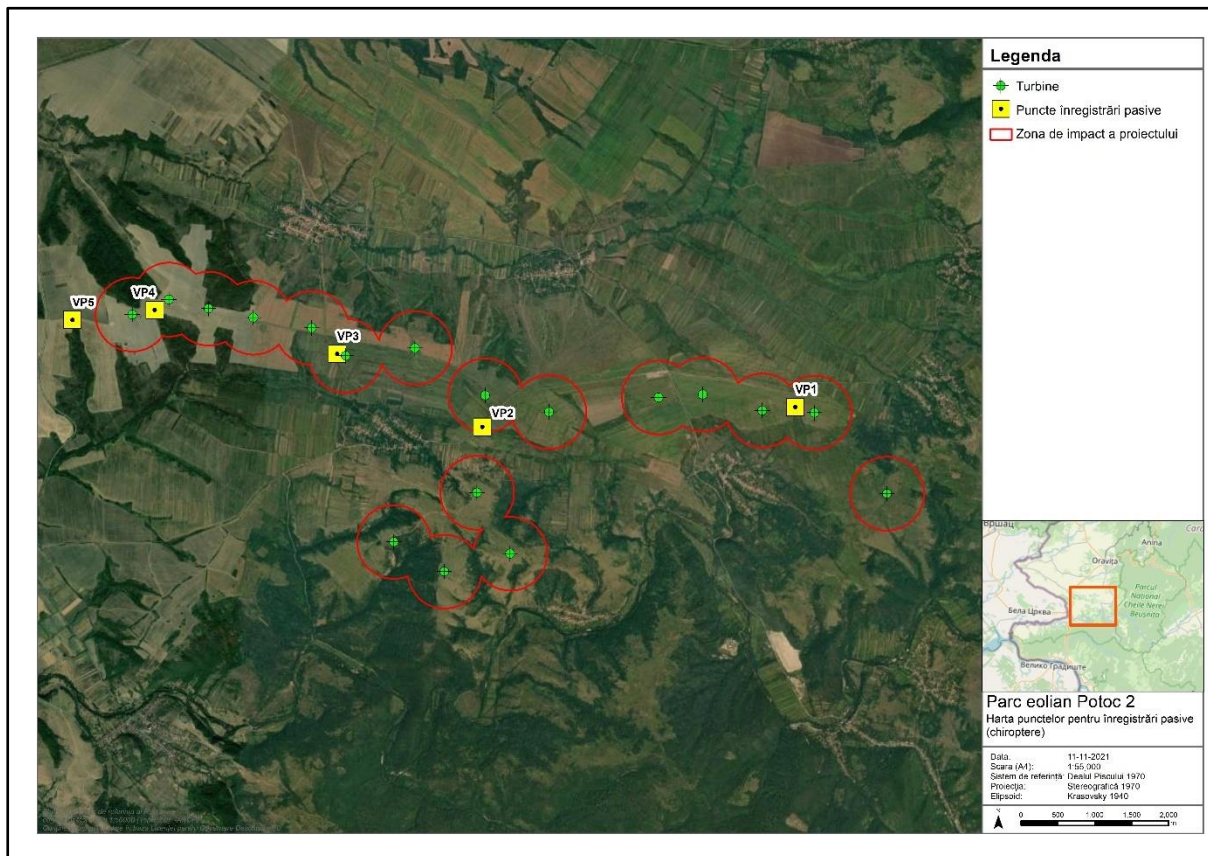 Legenda
Turbine
Puncte înregistrări pasive
Zona de impact a proiectului
VP5
VP4
VP3
VP2
VP1
Anina
Oravița
Parcul
National
Cheile Nerei
Beușnița
Бела Црква
Велико Градиште
Parc eolian Potoc 2
Harta punctelor pentru înregistrări pasive
(chiroptere)
Data: 11-11-2021
Scara (A4): 1:55,000
Sistem de referință: Dealul Piscului 1970
Proiecția: Stereografică 1970
Elipsoid: Krasovsky 1940
N
0 500 1.000 1.500 2,000
m